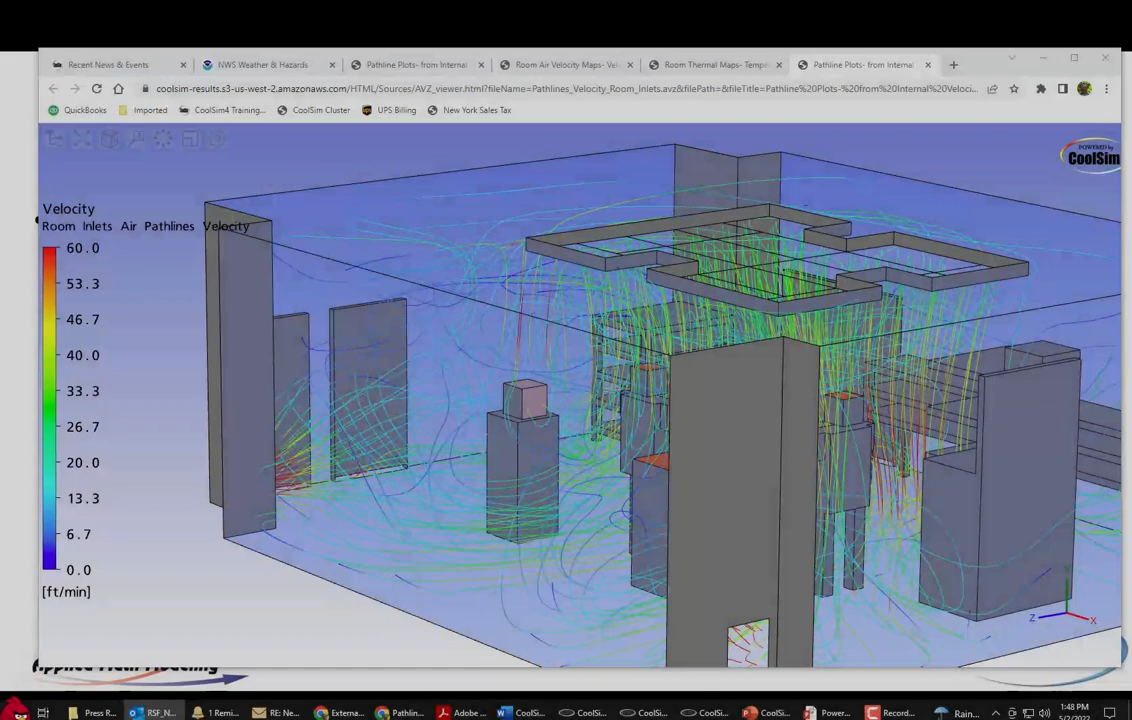 Recent News & Events
NWS Weather & Hazards
Pathline Plots- from Internal
Room Air Velocity Maps- Ve
Room Thermal Maps- Tempe
Pathline Plots- from Internal
coolsim-results.s3-us-west-2.amazonaws.com/HTML/Sources/AVZ_viewer.html?fileName=Pathlines_Velocity_Room_Inlets.avz&filePath=&fileTitle=Pathline%20Plots-%20from%20Internal%20Veloci...
QuickBooks
Imported
CoolSim4 Training...
CoolSim Cluster
UPS Billing
New York Sales Tax
POWERED by
CoolSim
Velocity
Room Inlets Air Pathlines Velocity
60.0
53.3
46.7
40.0
33.3
26.7
20.0
13.3
6.7
0.0
[ft/min]
Z
X
Applied Math Modeling
Press R...
RSF_N...
1 Remi...
RE: Ne...
Externa...
Pathlin...
Adobe ...
CoolSi...
CoolSi...
CoolSi...
CoolSi...
Power...
Record...
Rain...
1:48 PM
5/2/2022